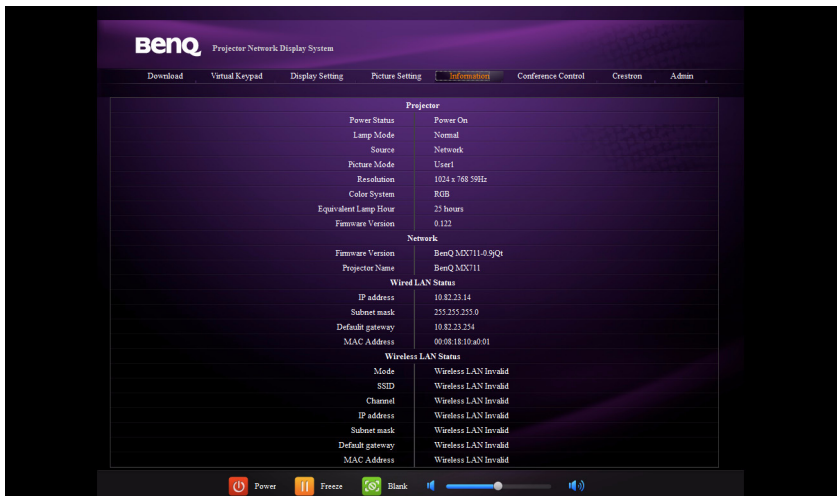 BenQ Projector Network Display System
Download Virtual Keypad Display Setting Picture Setting Information Conference Control Crestron Admin
Projector
Power Status Power On
Lamp Mode Normal
Source Network
Picture Mode User1
Resolution 1024 x 768 59Hz
Color System RGB
Equivalent Lamp Hour 25 hours
Firmware Version 0.122
Network
Firmware Version BenQ MX711-0.9jQt
Projector Name BenQ MX711
Wired LAN Status
IP address 10.82.23.14
Subnet mask 255.255.255.0
Defaulit gateway 10.82.23.254
MAC Address 00:08:18:10:a0:01
Wireless LAN Status
Mode Wireless LAN Invalid
SSID Wireless LAN Invalid
Channel Wireless LAN Invalid
IP address Wireless LAN Invalid
Subnet mask Wireless LAN Invalid
Default gateway Wireless LAN Invalid
MAC Address Wireless LAN Invalid
Power Freeze Blank